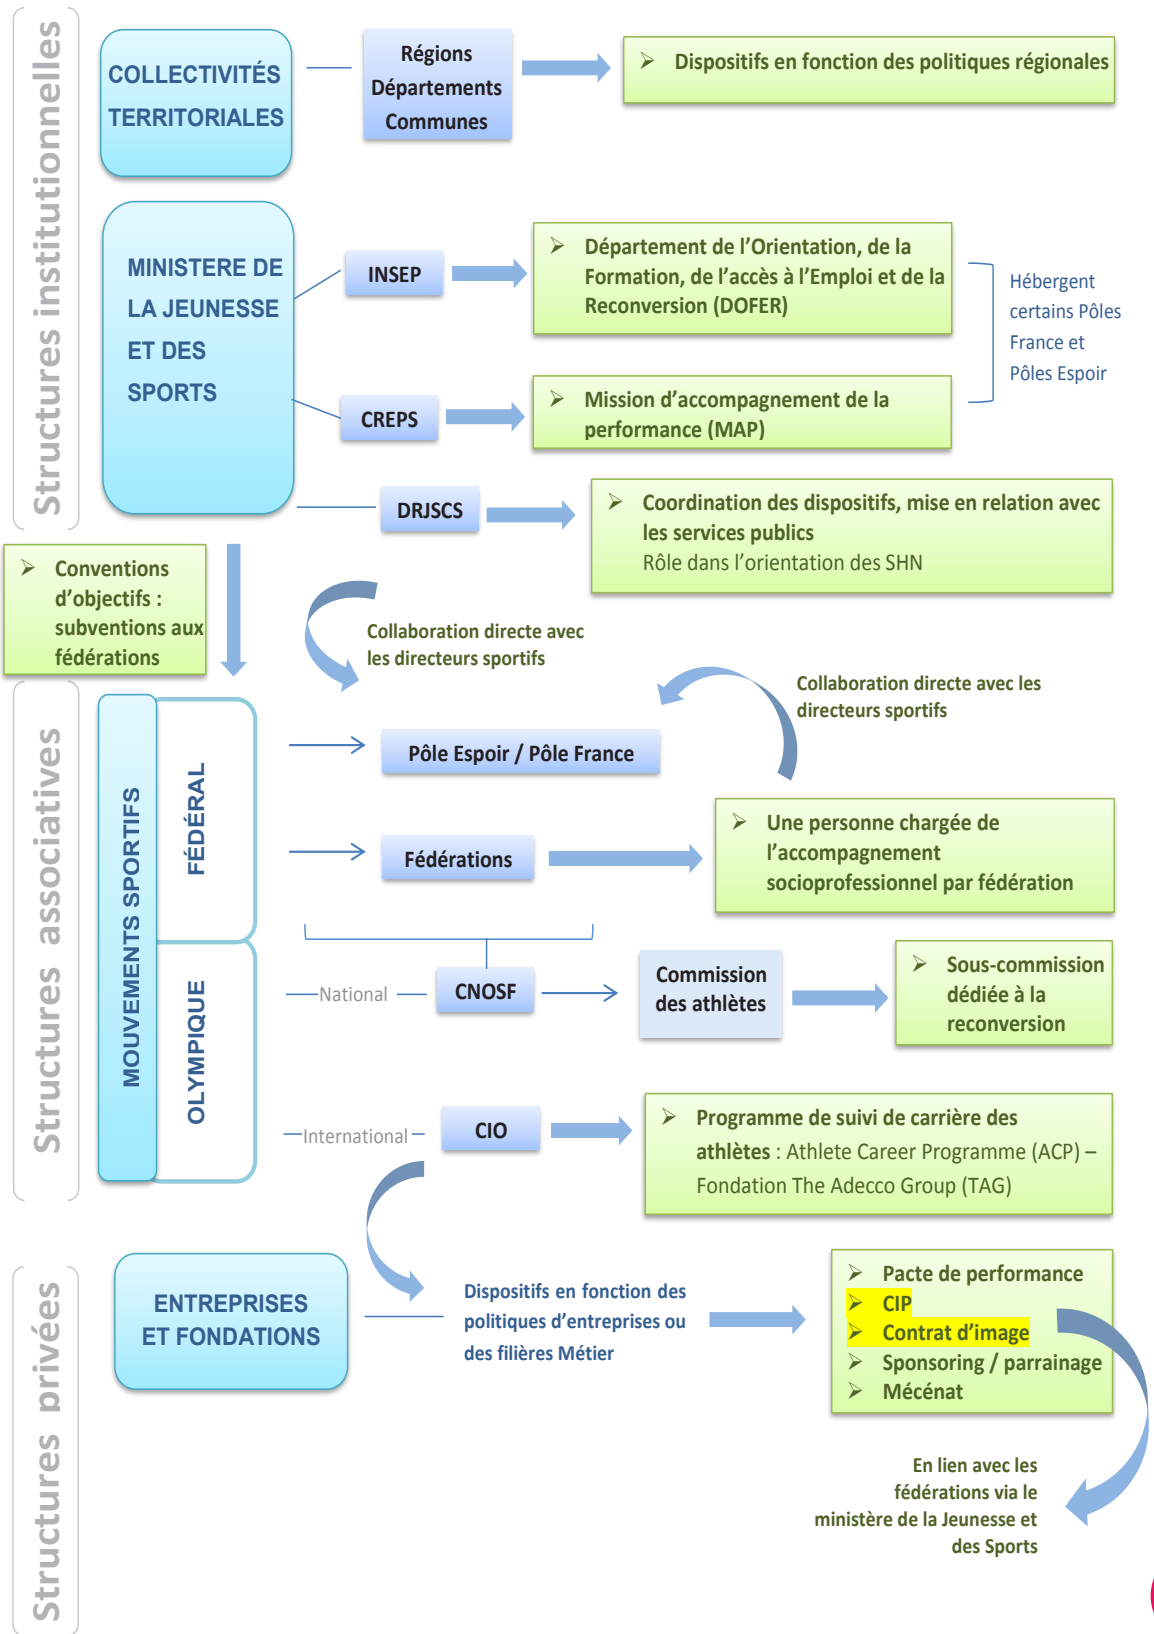 Structures institutionnelles
COLLECTIVITÉS
TERRITORIALES
Régions
Départements
Communes
➢ Dispositifs en fonction des politiques régionales
MINISTERE DE
LA JEUNESSE
ET DES
SPORTS
INSEP
➢ Département de l’Orientation, de la
Formation, de l’accès à l’Emploi et de la
Reconversion (DOFER)
Hébergent
certains Pôles
France et
Pôles Espoir
CREPS
➢ Mission d’accompagnement de la
performance (MAP)
DRJSCS
➢ Coordination des dispositifs, mise en relation avec
les services publics
Rôle dans l’orientation des SHN
➢ Conventions
d’objectifs :
subventions aux
fédérations
Collaboration directe avec
les directeurs sportifs
Collaboration directe avec les
directeurs sportifs
Structures associatives
MOUVEMENTS SPORTIFS
FÉDÉRAL
Pôle Espoir / Pôle France
Fédérations
➢ Une personne chargée de
l’accompagnement
socioprofessionnel par fédération
OLYMPIQUE
National
CNOSF
Commission
des athlètes
➢ Sous-commission
dédiée à la
reconversion
International
CIO
➢ Programme de suivi de carrière des
athlètes : Athlete Career Programme (ACP) –
Fondation The Adecco Group (TAG)
Structures privées
ENTREPRISES
ET FONDATIONS
Dispositifs en fonction des
politiques d’entreprises ou
des filières Métier
➢ Pacte de performance
➢ CIP
➢ Contrat d’image
➢ Sponsoring / parrainage
➢ Mécénat
En lien avec les
fédérations via le
ministère de la Jeunesse et
des Sports